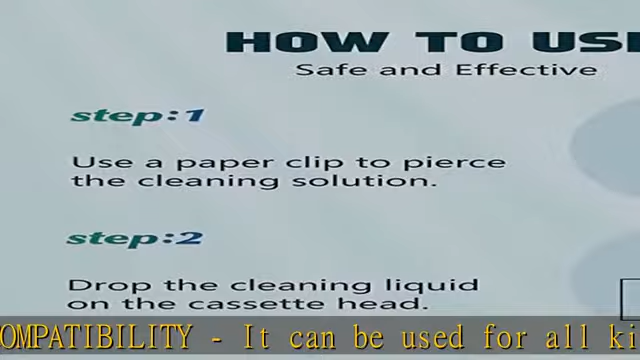 HOW TO US
Safe and Effective
step:1
Use a paper clip to pierce
the cleaning solution.
step:2
Drop the cleaning liquid
on the cassette head.
OMPATIBILITY - It can be used for all ki